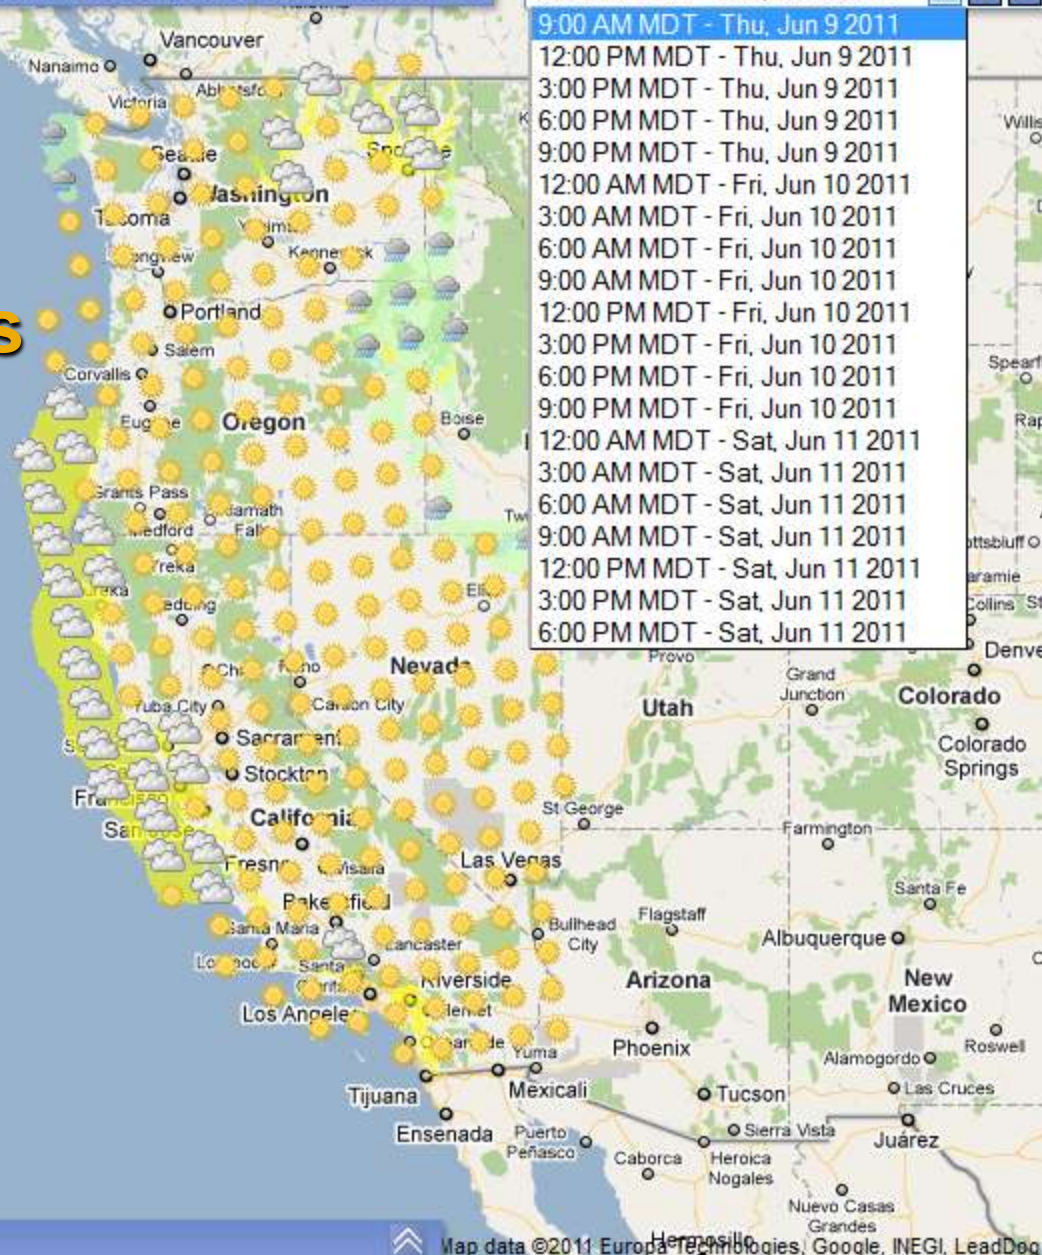 9:00 AM MDT - Thu, Jun 9 2011
12:00 PM MDT - Thu, Jun 9 2011
3:00 PM MDT - Thu, Jun 9 2011
6:00 PM MDT - Thu, Jun 9 2011
9:00 PM MDT - Thu, Jun 9 2011
12:00 AM MDT - Fri, Jun 10 2011
3:00 AM MDT - Fri, Jun 10 2011
6:00 AM MDT - Fri, Jun 10 2011
9:00 AM MDT - Fri, Jun 10 2011
12:00 PM MDT - Fri, Jun 10 2011
3:00 PM MDT - Fri, Jun 10 2011
6:00 PM MDT - Fri, Jun 10 2011
9:00 PM MDT - Fri, Jun 10 2011
12:00 AM MDT - Sat, Jun 11 2011
3:00 AM MDT - Sat, Jun 11 2011
6:00 AM MDT - Sat, Jun 11 2011
9:00 AM MDT - Sat, Jun 11 2011
12:00 PM MDT - Sat, Jun 11 2011
3:00 PM MDT - Sat, Jun 11 2011
6:00 PM MDT - Sat, Jun 11 2011
Vancouver
Nanaimo
Victoria
Seattle
Washington
Tacoma
Kennewick
s
Portland
Salem
Corvallis
Boise
Oregon
Grants Pass
Provo
Nevada
Grand
Junction
Colorado
Utah
Carson City
Yuba City
Sacramento
Colorado
Springs
Stockton
St George
California
Farmington
Las Vegas
Fresno
Visalia
Santa Fe
Bakersfield
Flagstaff
Bullhead
City
Santa Maria
Albuquerque
Lancaster
Arizona
New
Mexico
Riverside
Los Angeles
Roswell
Phoenix
Yuma
Alamogordo
Las Cruces
Tijuana
Mexicali
Tucson
Ensenada
Sierra Vista
Puerto
Peñasco
Juárez
Caborca
Heroica
Nogales
Nuevo Casas
Grandes
Hermosillo
Map data ©2011 Europa Technologies, Google, INEGI, LeadDog